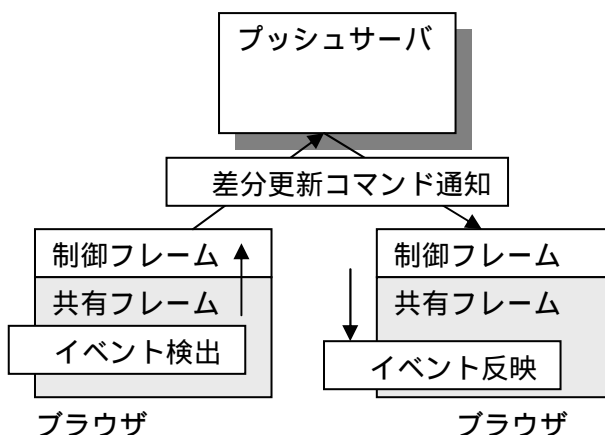 プッシュサーバ
差分更新コマンド通知
制御フレーム
共有フレーム
イベント検出
ブラウザ
制御フレーム
共有フレーム
イベント反映
ブラウザ